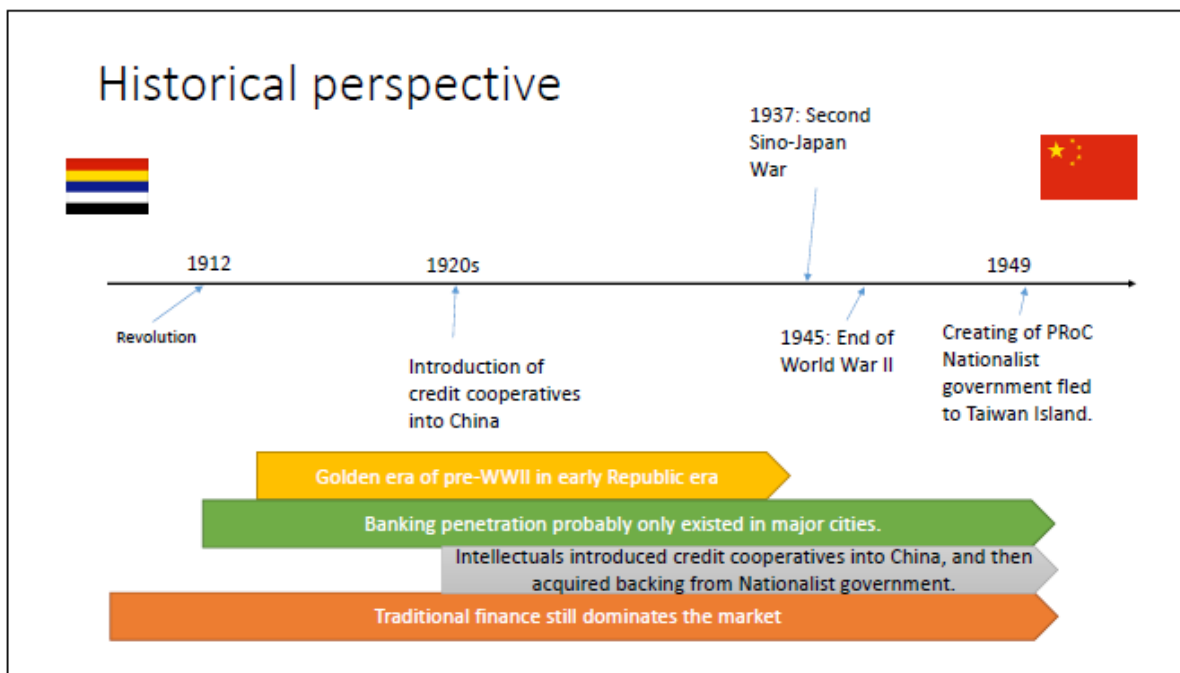 Historical perspective
1937: Second
Sino-Japan
War
1912
1920s
1949
Revolution
Introduction of
credit cooperatives
into China
1945: End of
World War II
Creating of PRoC
Nationalist
government fled
to Taiwan Island.
Golden era of pre-WWII in early Republic era
Banking penetration probably only existed in major cities.
Intellectuals introduced credit cooperatives into China, and then
acquired backing from Nationalist government.
Traditional finance still dominates the market